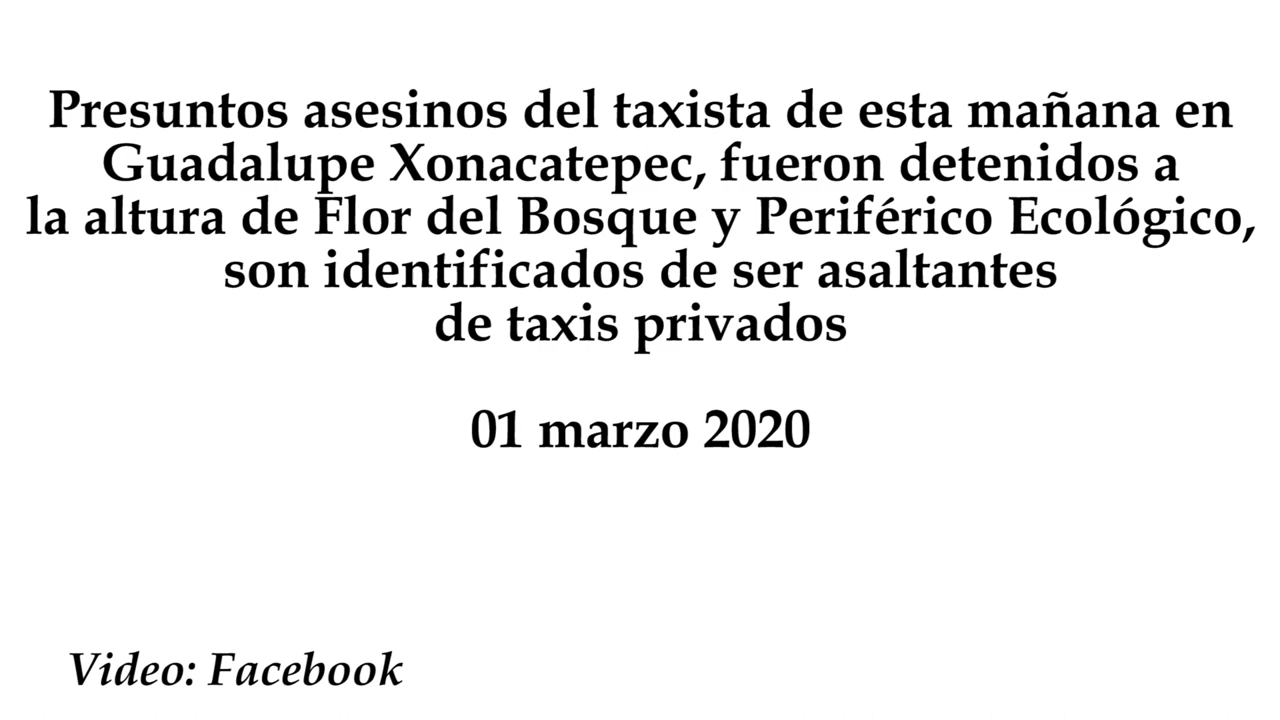 Presuntos asesinos del taxista de esta mañana en
Guadalupe Xonacatepec, fueron detenidos a
la altura de Flor del Bosque y Periférico Ecológico,
son identificados de ser asaltantes
de taxis privados
01 marzo 2020
Video: Facebook